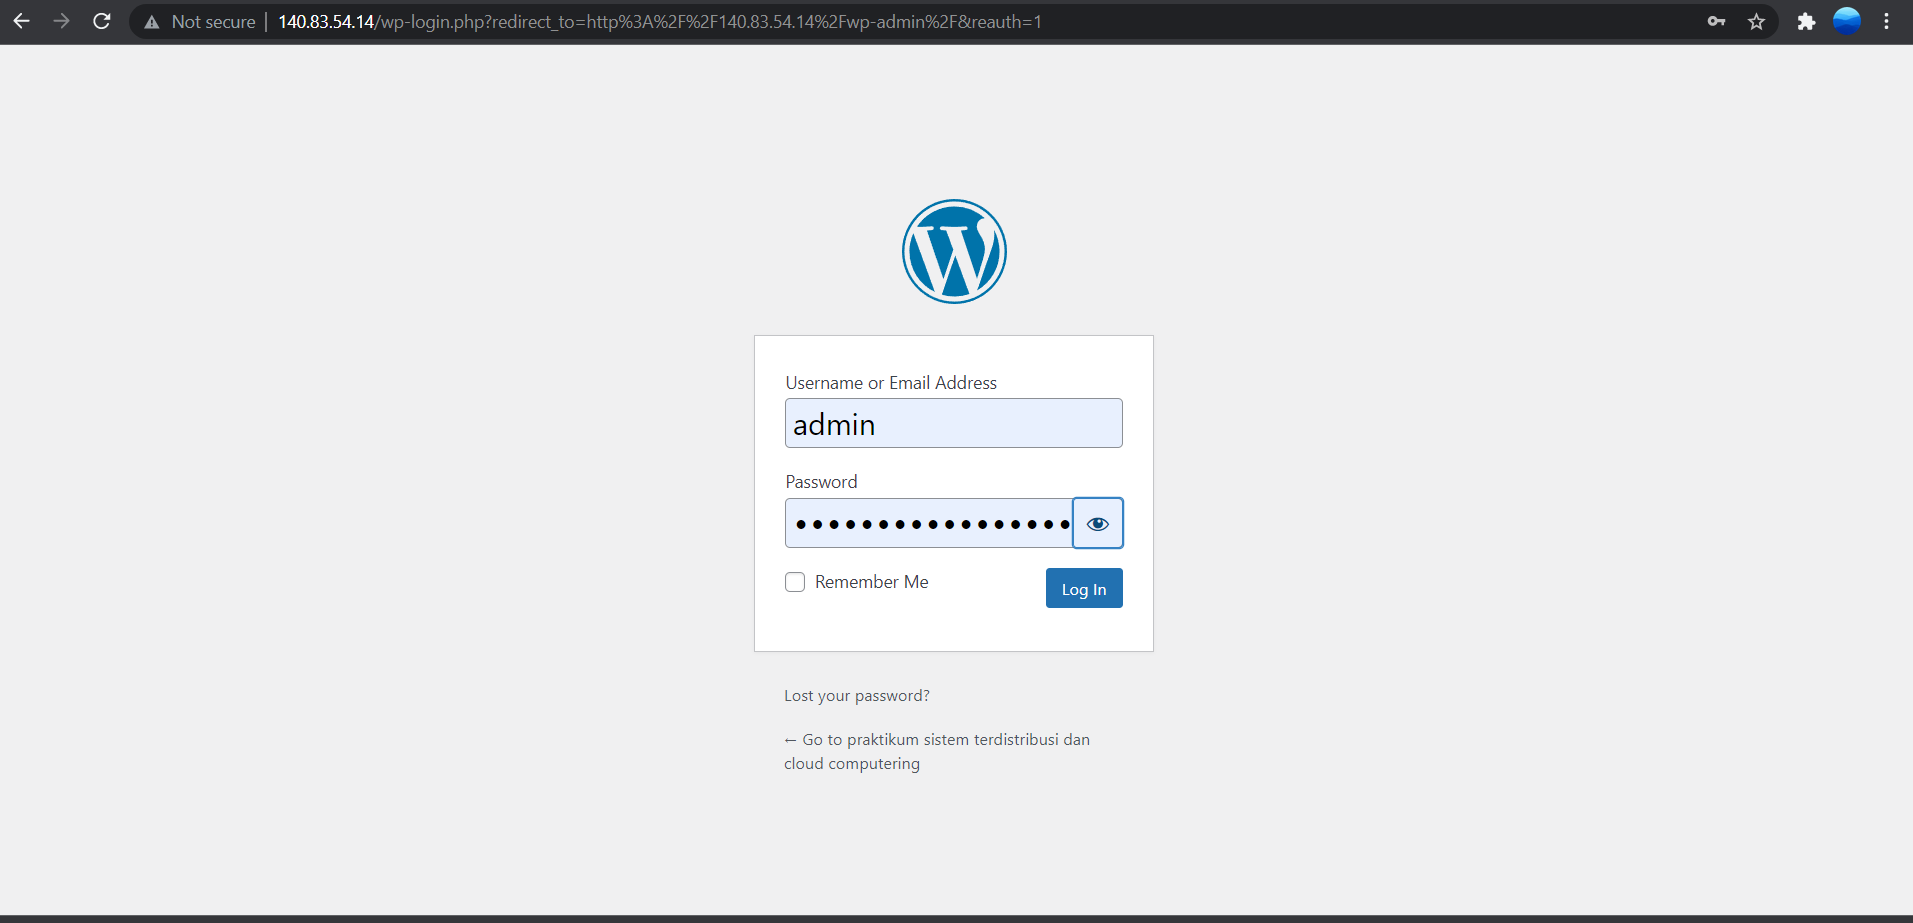 Not secure | 140.83.54.14/wp-login.php?redirect_to=http%3A%2F%2F140.83.54.14%2Fwp-admin%2F&reauth=1
Username or Email Address
admin
Password
•••••••••••••••••
Remember Me
Log In
Lost your password?
← Go to praktikum sistem terdistribusi dan
cloud computering